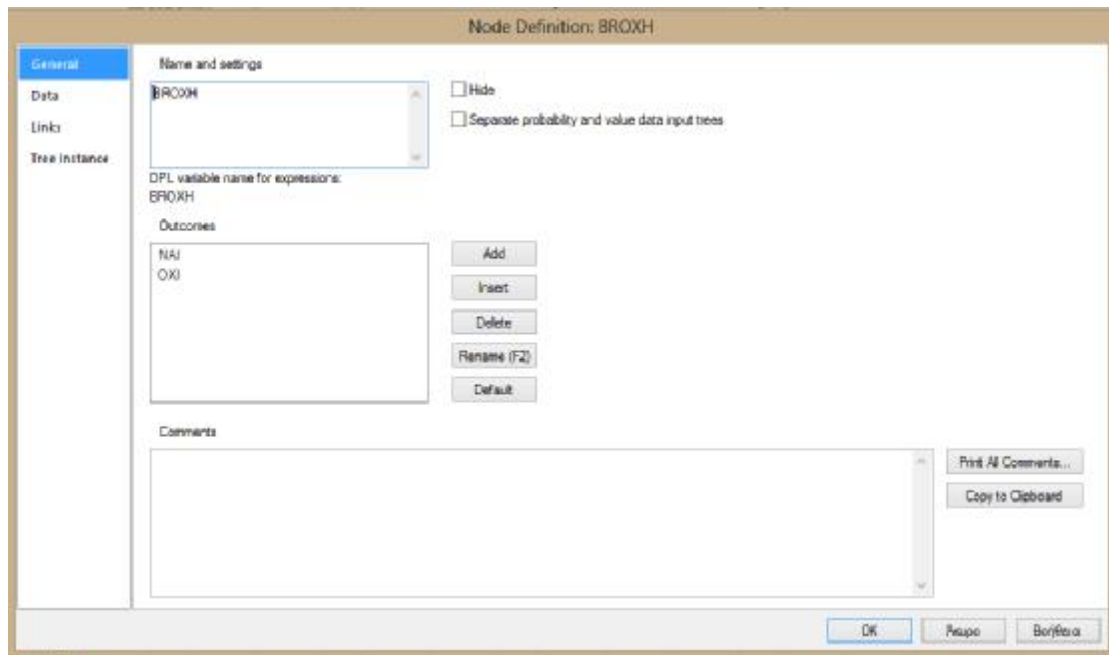 Node Definition: BROXH
General
Data
Links
Tree instance
Name and settings
BROXH
Hide
Separate probability and value data input trees
DPL variable name for expressions:
BROXH
Outcomes
NAI
OXI
Add
Insert
Delete
Rename (F2)
Default
Comments
Print All Comments...
Copy to Clipboard
OK
Άκυρο
Βοήθεια